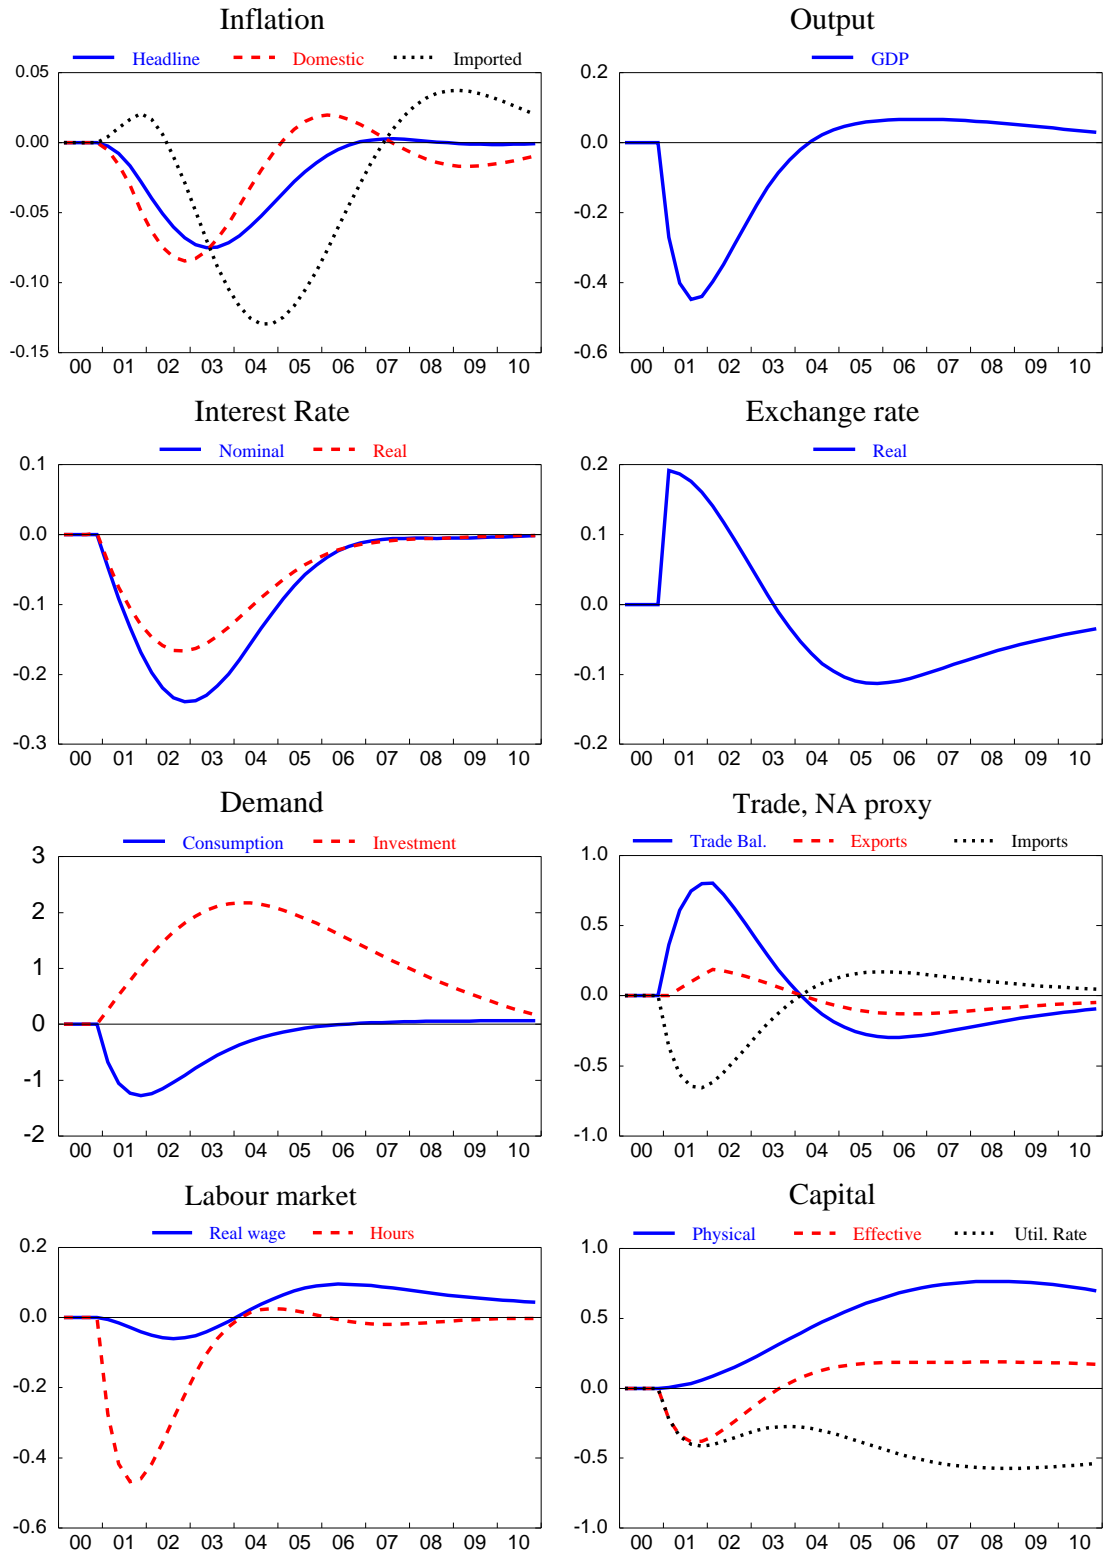 Inflation
Headline Domestic Imported
0.05
0.00
-0.05
-0.10
-0.15
00 01 02 03 04 05 06 07 08 09 10
Output
GDP
0.2
0.0
-0.2
-0.4
-0.6
00 01 02 03 04 05 06 07 08 09 10
Interest Rate
Nominal Real
0.1
0.0
-0.1
-0.2
-0.3
00 01 02 03 04 05 06 07 08 09 10
Exchange rate
Real
0.2
0.1
0.0
-0.1
-0.2
00 01 02 03 04 05 06 07 08 09 10
Demand
Consumption Investment
3
2
1
0
-1
-2
00 01 02 03 04 05 06 07 08 09 10
Trade, NA proxy
Trade Bal. Exports Imports
1.0
0.5
0.0
-0.5
-1.0
00 01 02 03 04 05 06 07 08 09 10
Labour market
Real wage Hours
0.2
0.0
-0.2
-0.4
-0.6
00 01 02 03 04 05 06 07 08 09 10
Capital
Physical Effective Util. Rate
1.0
0.5
0.0
-0.5
-1.0
00 01 02 03 04 05 06 07 08 09 10